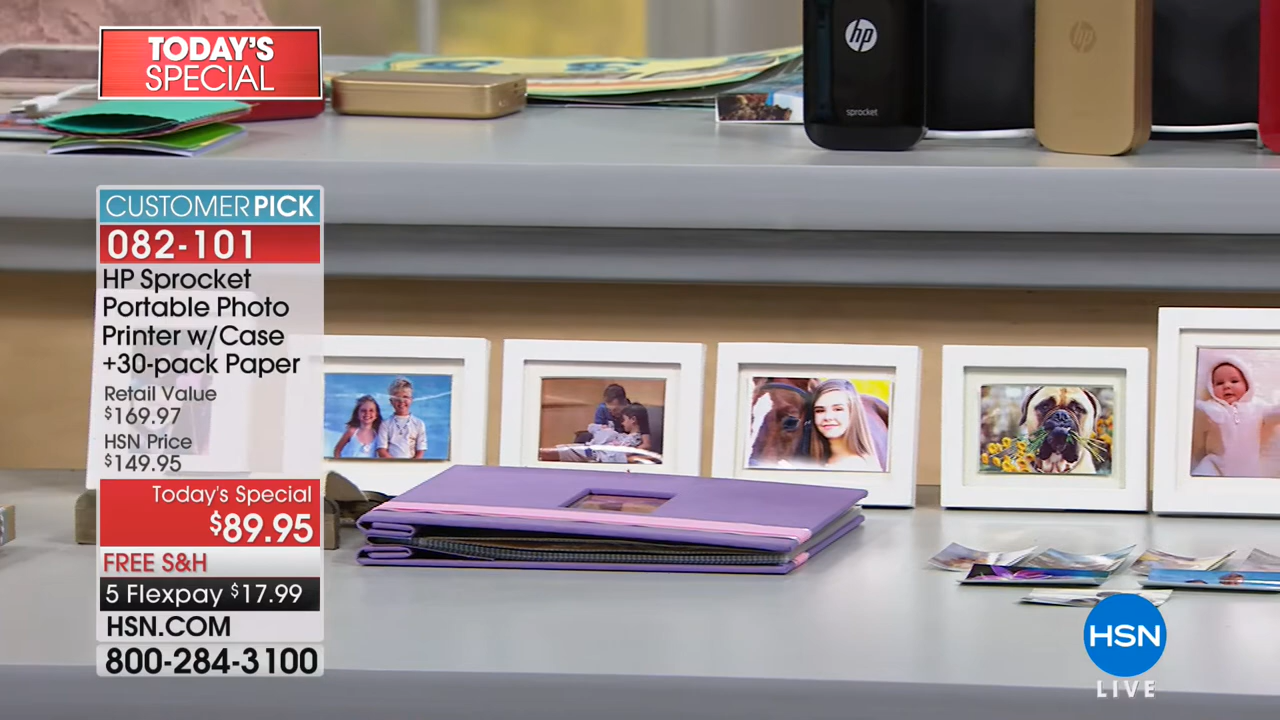 TODAY'S
SPECIAL
hp
sprocket
hp
CUSTOMER PICK
082-101
HP Sprocket
Portable Photo
Printer w/Case
+30-pack Paper
Retail Value
$169.97
HSN Price
$149.95
Today's Special
$89.95
FREE S&H
5 Flexpay $17.99
HSN.COM
800-284-3100
HSN
LIVE